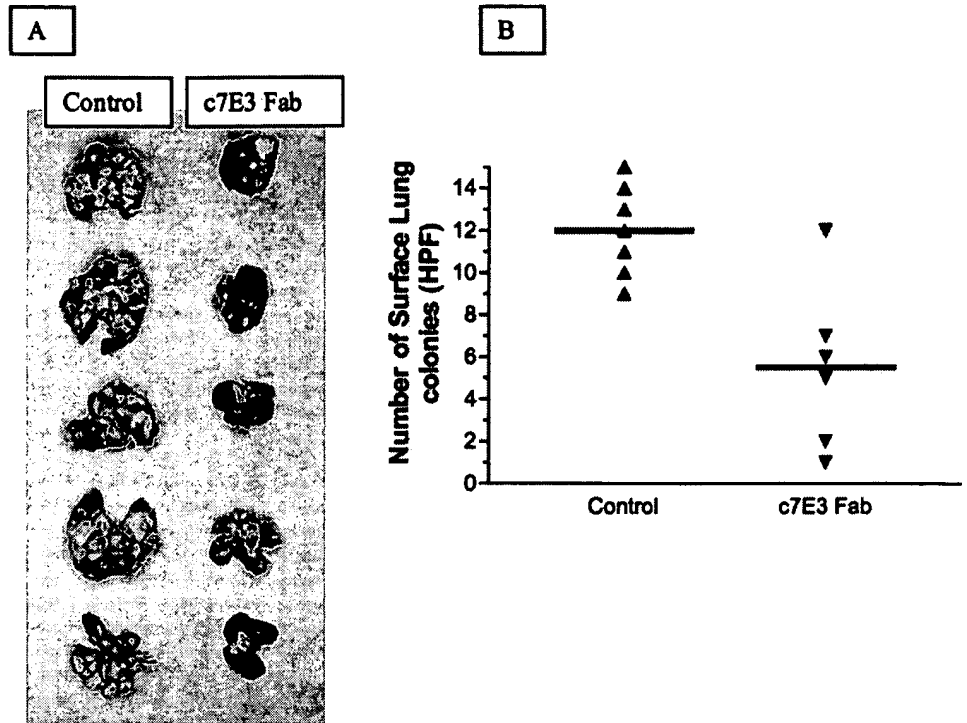 A
B
Control
c7E3 Fab
Number of Surface Lung
colonies (HPF)
14
12
10
8
6
4
2
0
Control
c7E3 Fab